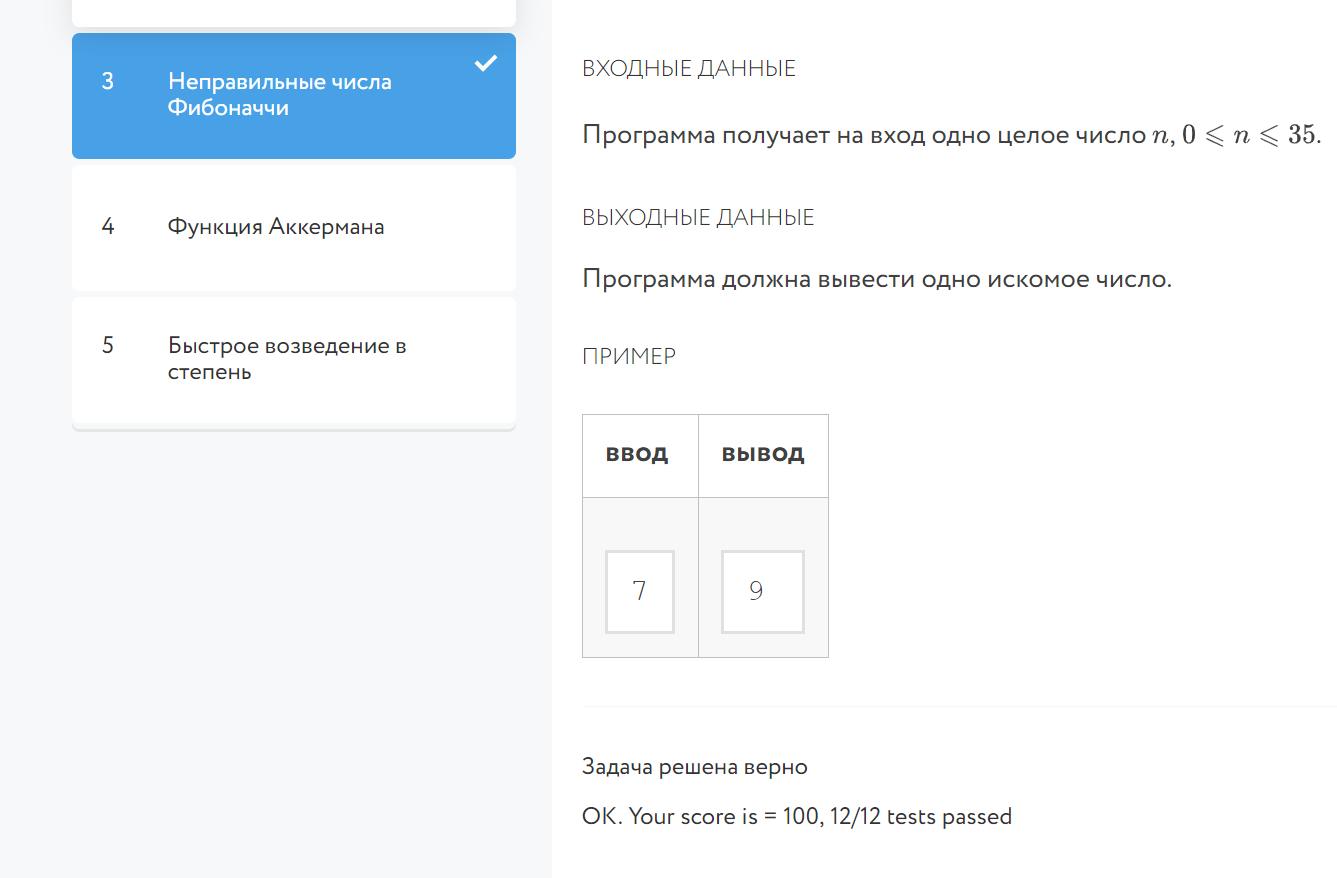 3 Неправильные числа
Фибоначчи
4 Функция Аккермана
5 Быстрое возведение в
степень
ВХОДНЫЕ ДАННЫЕ
Программа получает на вход одно целое число n, 0 ⩽ n ⩽ 35.
ВЫХОДНЫЕ ДАННЫЕ
Программа должна вывести одно искомое число.
ПРИМЕР
ВВОД ВЫВОД
7 9
Задача решена верно
OK. Your score is = 100, 12/12 tests passed